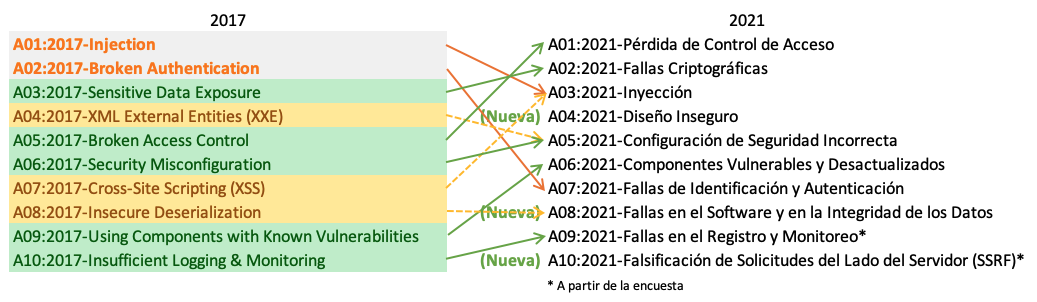 2017
2021
A01:2017-Injection
A01:2021-Pérdida de Control de Acceso
A02:2017-Broken Authentication
A02:2021-Fallas Criptográficas
A03:2017-Sensitive Data Exposure
A03:2021-Inyección
A04:2017-XML External Entities (XXE)
(Nueva) A04:2021-Diseño Inseguro
A05:2017-Broken Access Control
A05:2021-Configuración de Seguridad Incorrecta
A06:2017-Security Misconfiguration
A06:2021-Componentes Vulnerables y Desactualizados
A07:2017-Cross-Site Scripting (XSS)
A07:2021-Fallas de Identificación y Autenticación
A08:2017-Insecure Deserialization
(Nueva) A08:2021-Fallas en el Software y en la Integridad de los Datos
A09:2017-Using Components with Known Vulnerabilities
A09:2021-Fallas en el Registro y Monitoreo*
A10:2017-Insufficient Logging & Monitoring
(Nueva) A10:2021-Falsificación de Solicitudes del Lado del Servidor (SSRF)*
* A partir de la encuesta